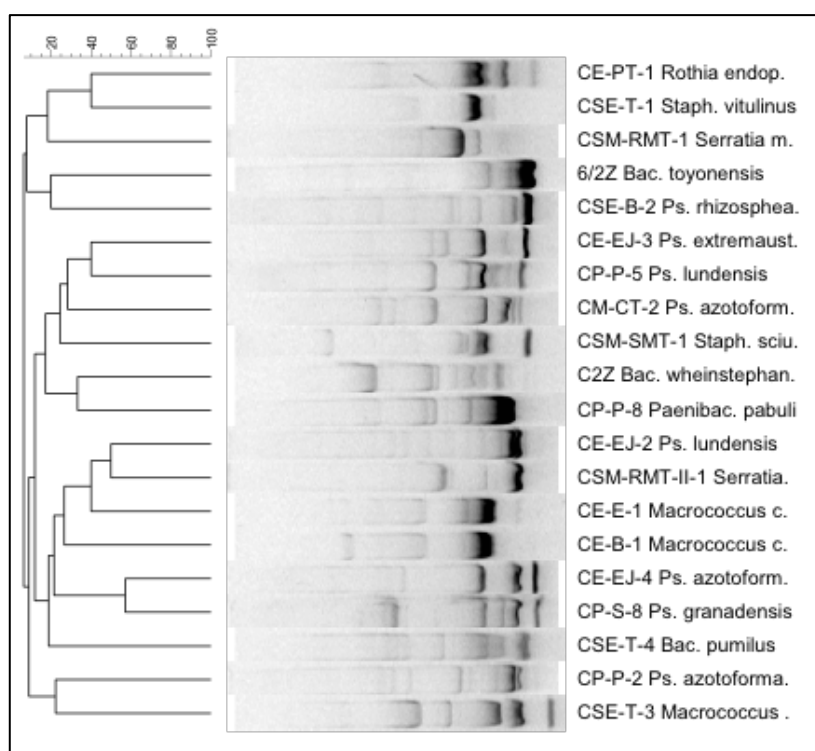 20 40 60 80 100
CE-PT-1 Rothia endop.
CSE-T-1 Staph. vitulinus
CSM-RMT-1 Serratia m.
6/2Z Bac. toyonensis
CSE-B-2 Ps. rhizosphea.
CE-EJ-3 Ps. extremaust.
CP-P-5 Ps. lundensis
CM-CT-2 Ps. azotoform.
CSM-SMT-1 Staph. sciu.
C2Z Bac. wheinstephan.
CP-P-8 Paenibac. pabuli
CE-EJ-2 Ps. lundensis
CSM-RMT-II-1 Serratia.
CE-E-1 Macrococcus c.
CE-B-1 Macrococcus c.
CE-EJ-4 Ps. azotoform.
CP-S-8 Ps. granadensis
CSE-T-4 Bac. pumilus
CP-P-2 Ps. azotoforma.
CSE-T-3 Macrococcus .